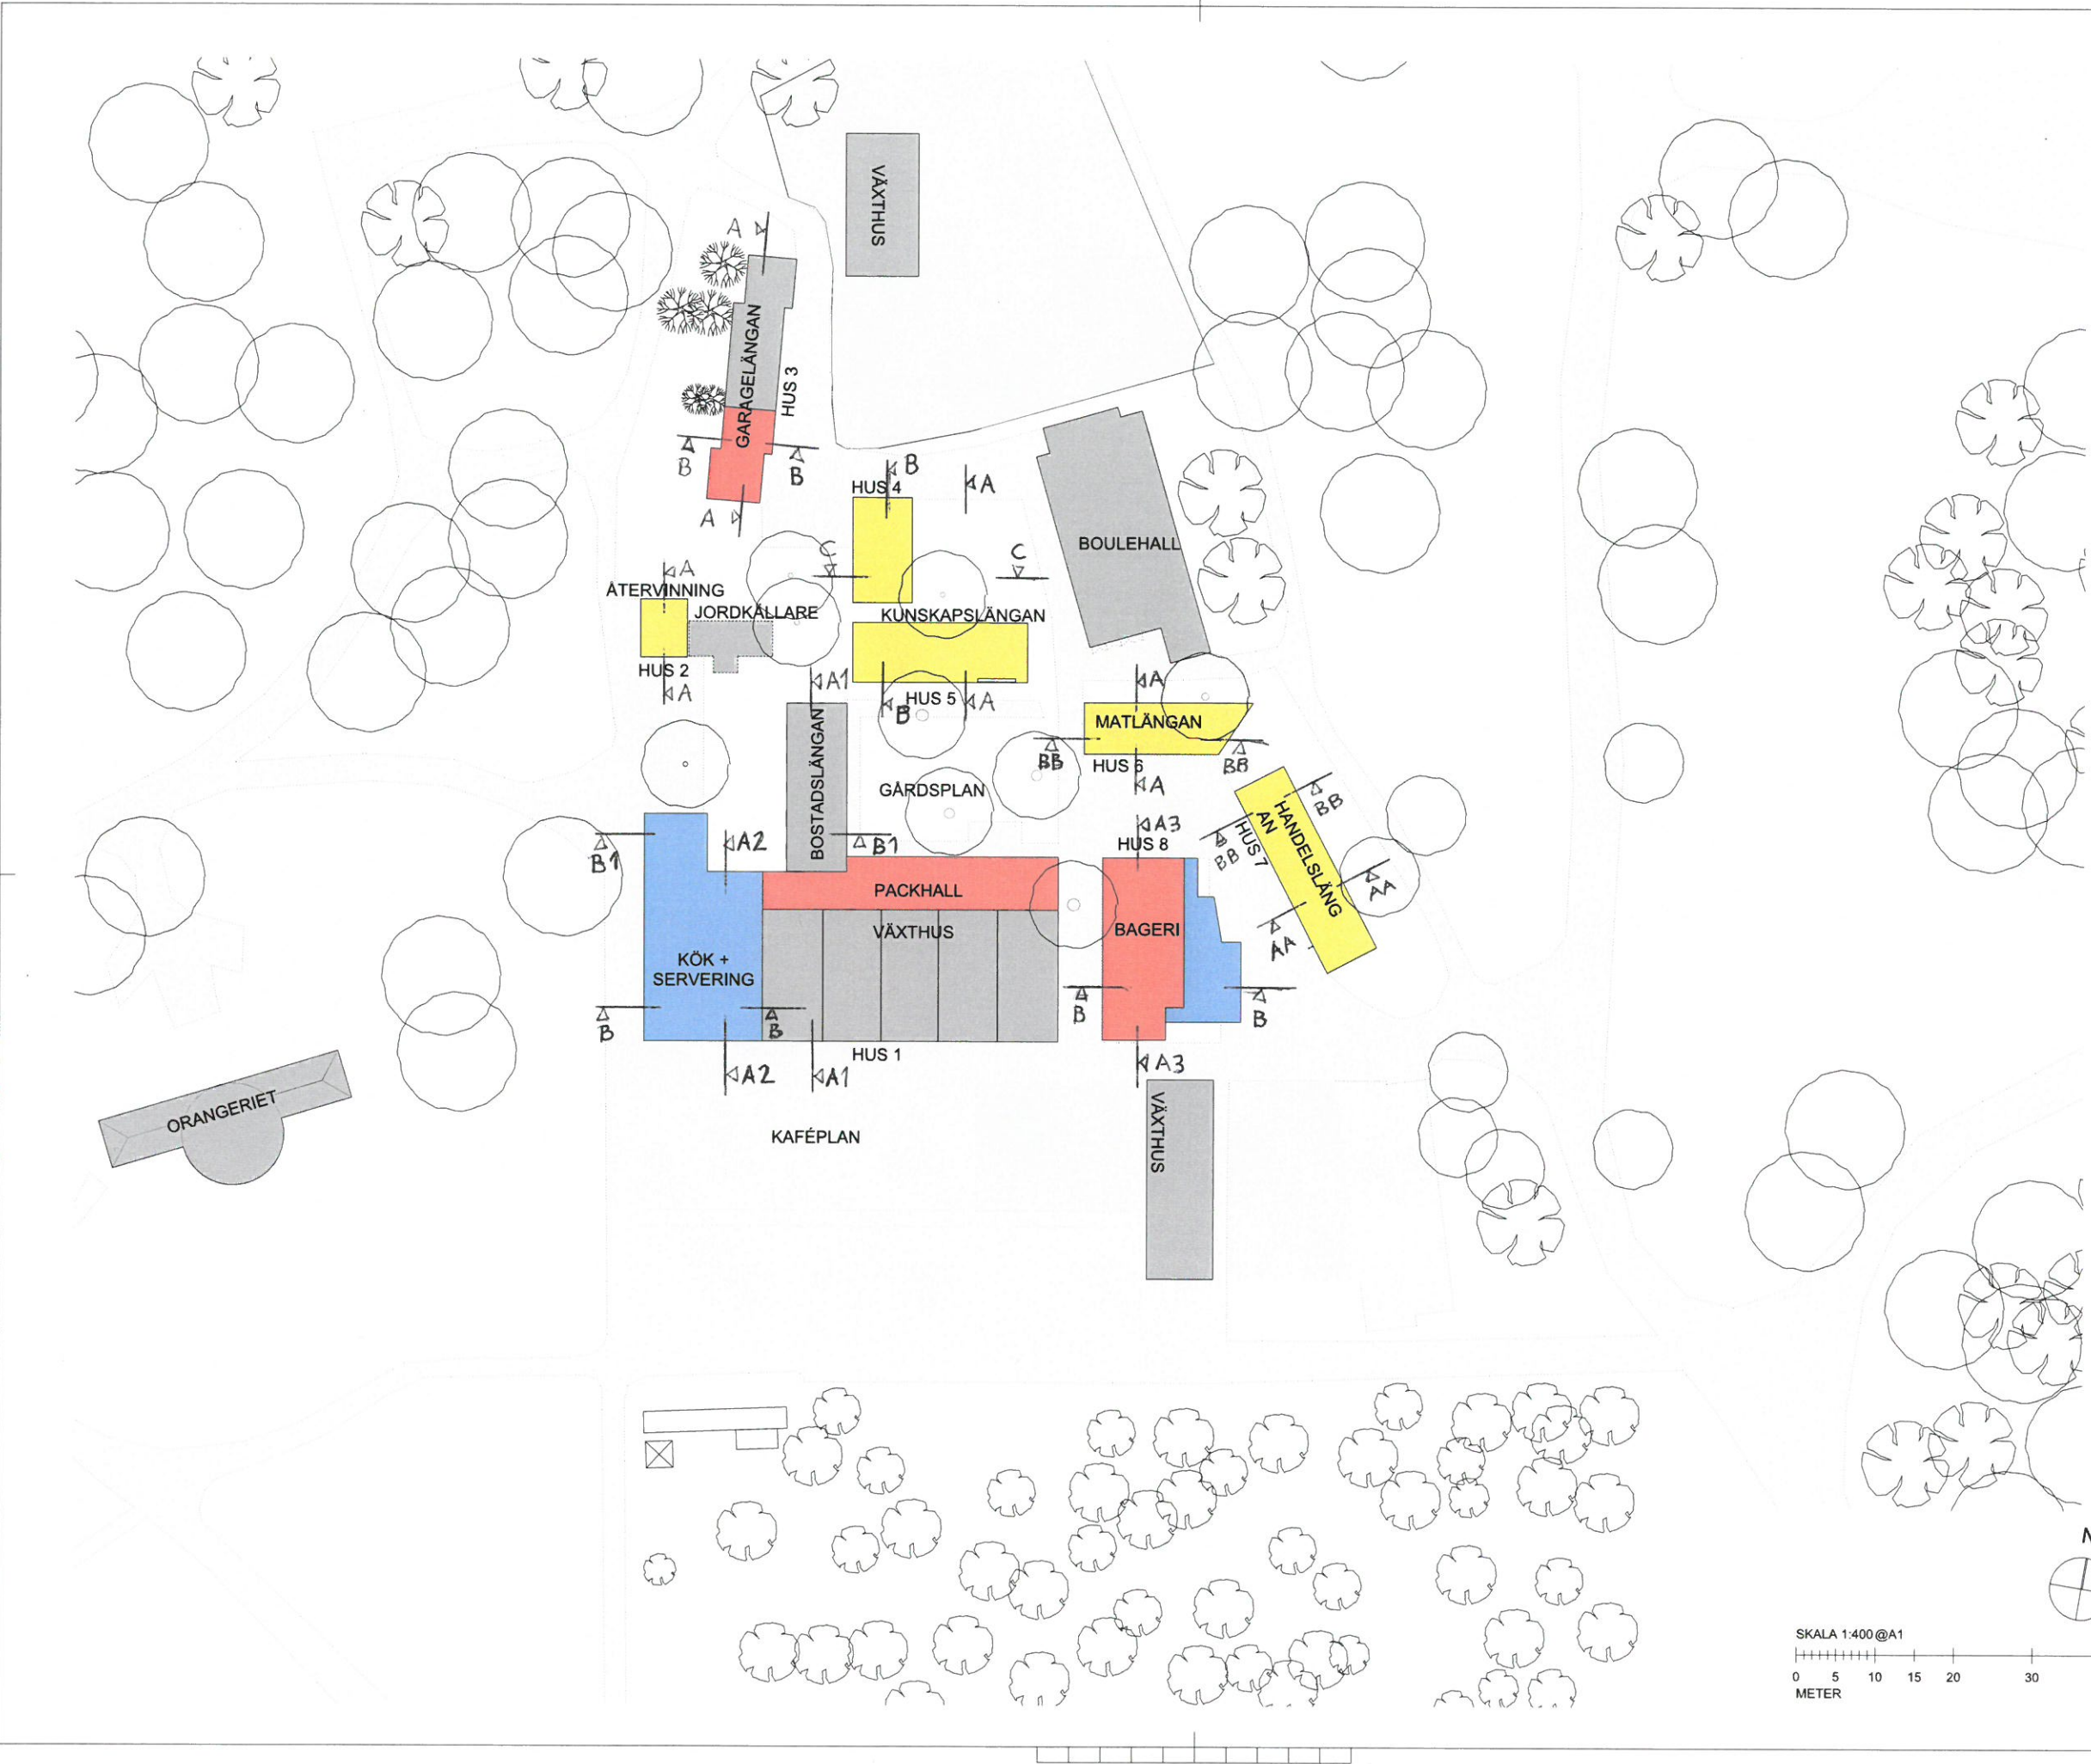 VÄXTHUS
A
GARAGELÄNGAN
HUS 3
B
B
A
HUS 4
B
A
C
C
BOULEHALL
A
ÅTERVINNING
JORDKÄLLARE
KUNSKAPSLÄNGAN
HUS 2
A
A1
B
HUS 5
A
A
BOSTADSLÄNGAN
MATLÄNGAN
BB
HUS 6
BB
A
GÅRDSPLAN
BB
HANDELSLÄNG
AN
HUS 7
BB
AA
AA
B1
A2
B1
A3
HUS 8
PACKHALL
VÄXTHUS
BAGERI
KÖK +
SERVERING
B
B
B
B
HUS 1
A2
A1
A3
ORANGERIET
KAFÉPLAN
VÄXTHUS
SKALA 1:400@A1
0 5 10 15 20 30
METER